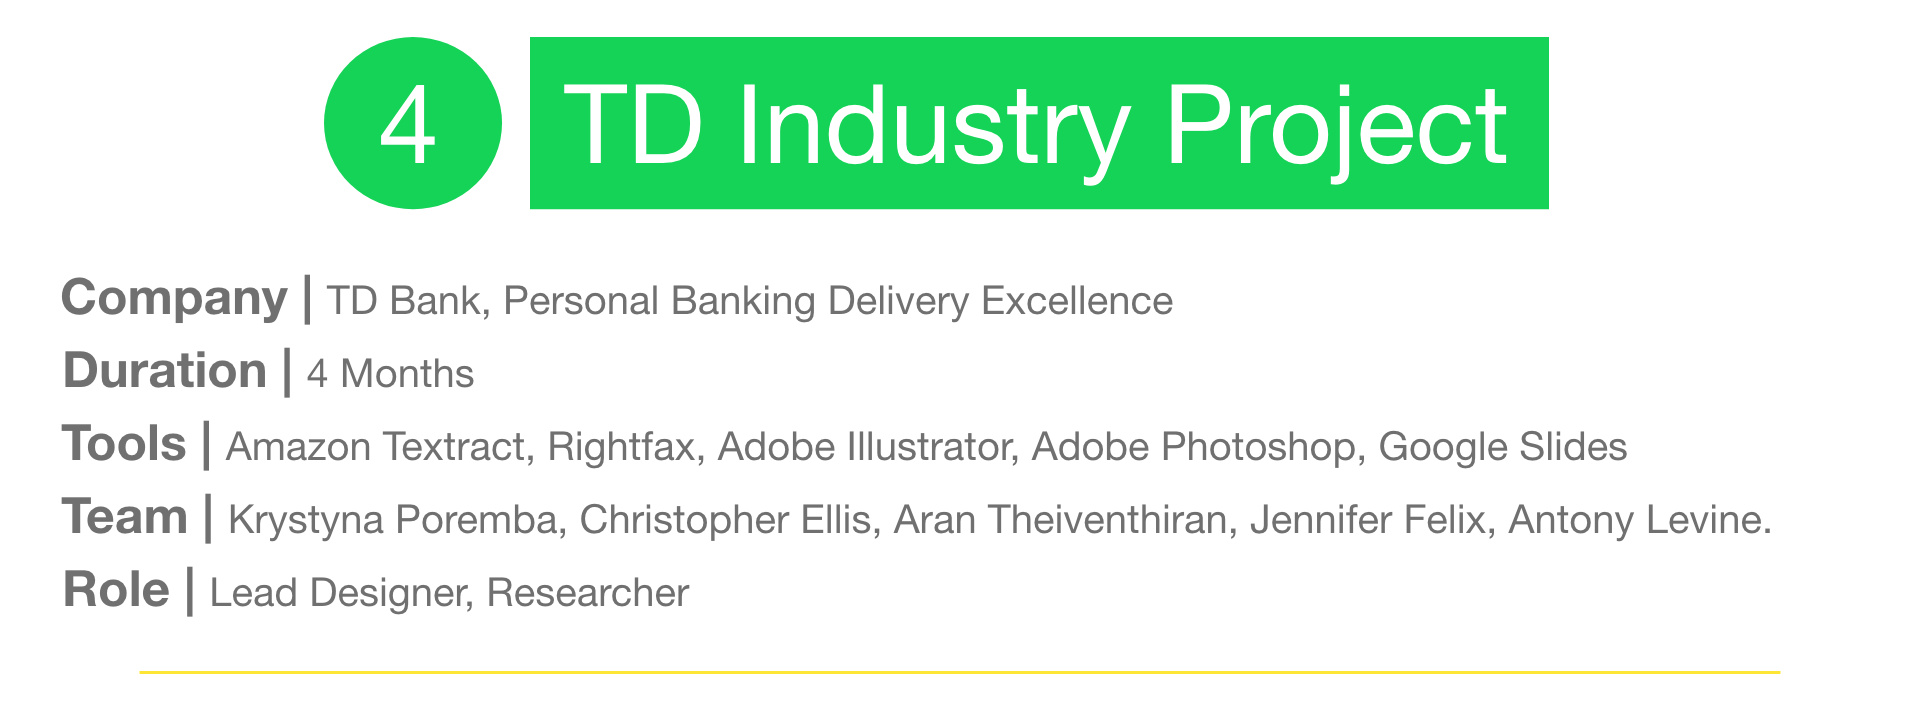 4 TD Industry Project
Company | TD Bank, Personal Banking Delivery Excellence
Duration | 4 Months
Tools | Amazon Textract, Rightfax, Adobe Illustrator, Adobe Photoshop, Google Slides
Team | Krystyna Poremba, Christopher Ellis, Aran Theiventhiran, Jennifer Felix, Antony Levine.
Role | Lead Designer, Researcher